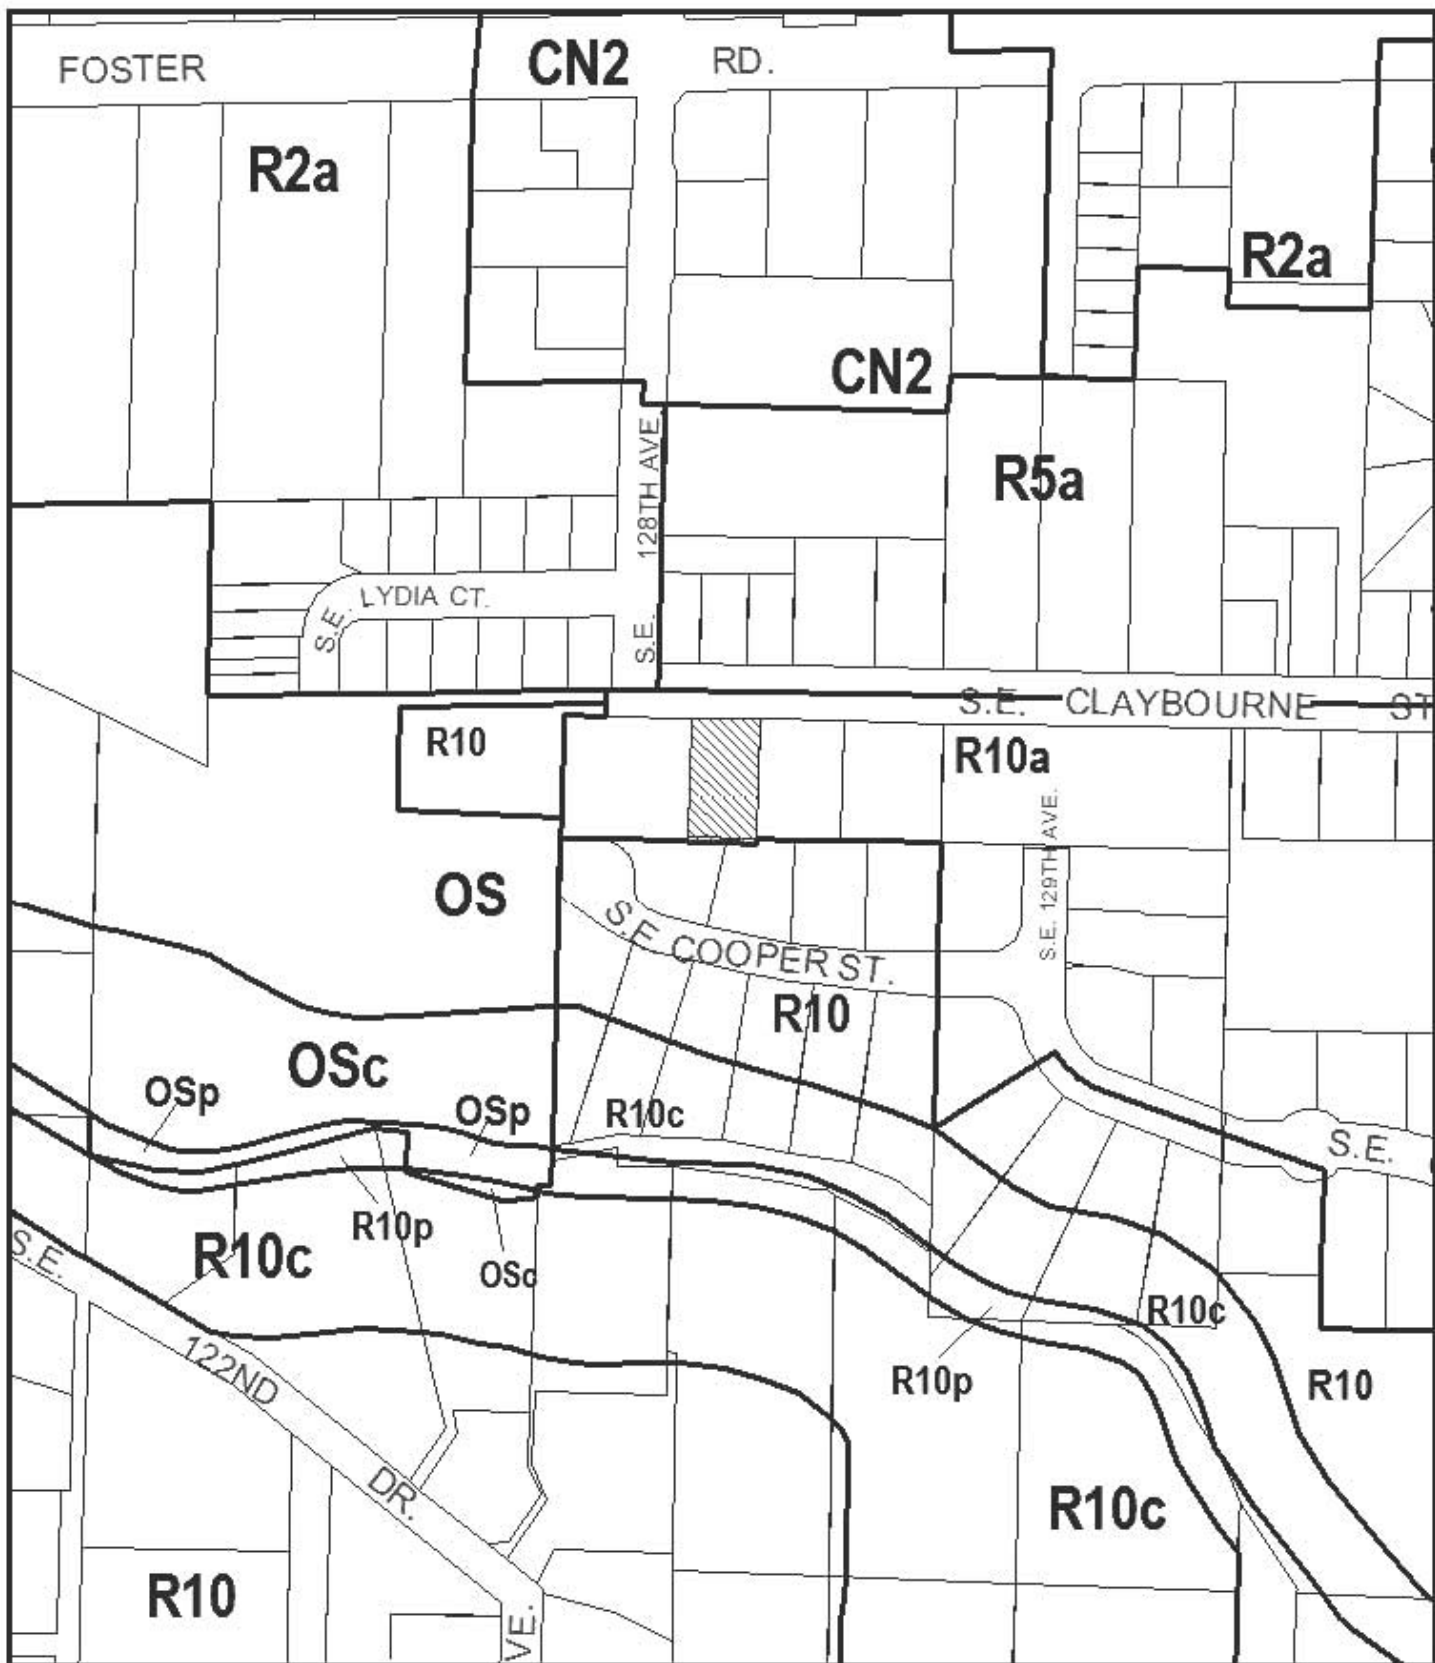 FOSTER
CN2
RD.
R2a
R2a
CN2
R5a
S.E. 128TH AVE
S.E. LYDIA CT.
S.E. CLAYBOURNE ST
R10
R10a
S.E. 129TH AVE.
OS
S.E. COOPER ST.
R10
OSc
OSp
OSp
R10c
S.E.
R10p
R10c
OSc
R10c
R10p
R10
S.E. 122ND DR.
R10c
R10
VE.